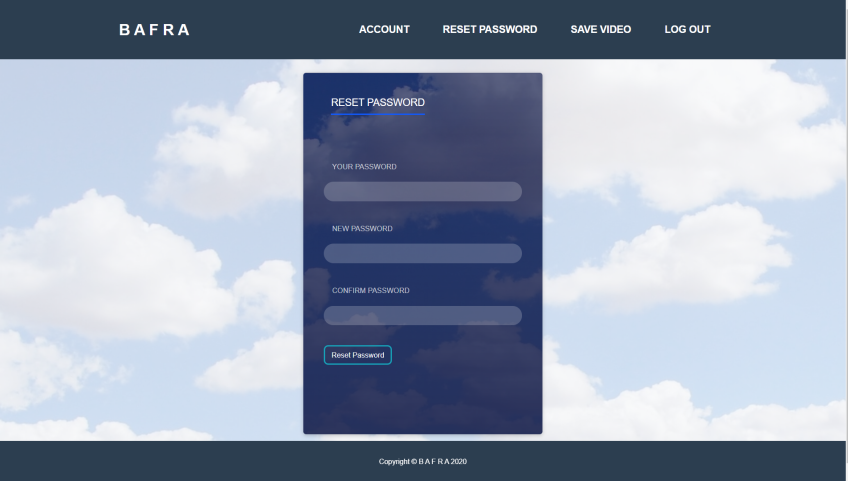 BAFRA
ACCOUNT RESET PASSWORD SAVE VIDEO LOG OUT
RESET PASSWORD
YOUR PASSWORD
NEW PASSWORD
CONFIRM PASSWORD
Reset Password
Copyright © B A F R A 2020